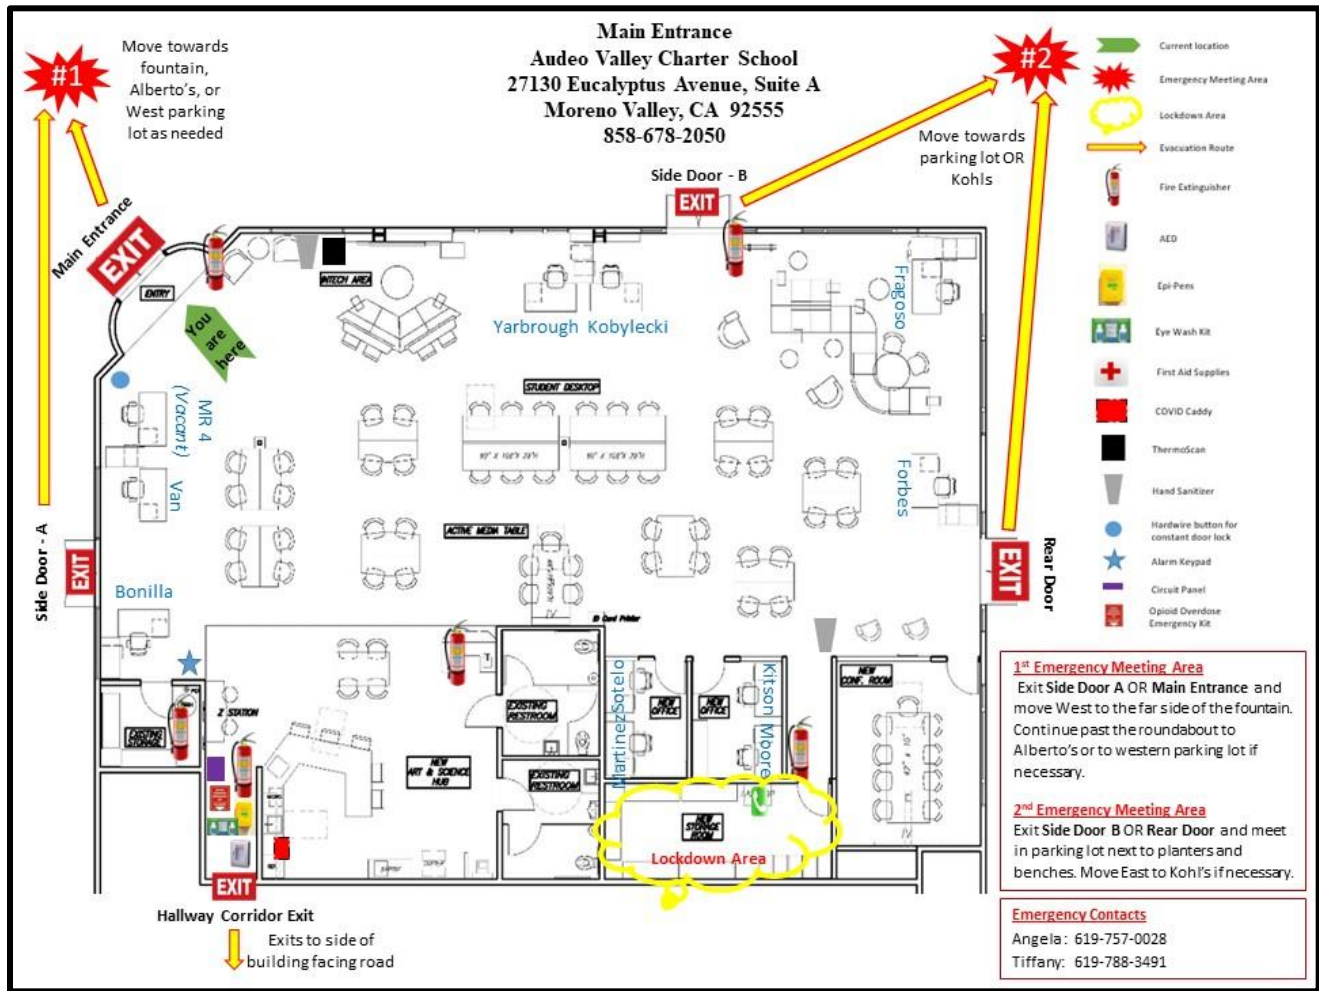 Main Entrance
Audeo Valley Charter School
27130 Eucalyptus Avenue, Suite A
Moreno Valley, CA 92555
858-678-2050
#1
Move towards
fountain,
Alberto's, or
West parking
lot as needed
#2
Move towards
parking lot OR
Kohls
Current location
Emergency Meeting Area
Lockdown Area
Evacuation Route
Fire Extinguisher
AED
Epi-Pens
Eye Wash Kit
First Aid Supplies
COVID Caddy
ThermoScan
Hand Sanitizer
Hardwire button for
constant door lock
Alarm Keypad
Circuit Panel
Opioid Overdose
Emergency Kit
Side Door - B
EXIT
Main Entrance
EXIT
ENTRY
INTECH AREA
You
are
here
Yarbrough Kobylecki
Fragoso
STUDENT DESKTOP
MR 4
(Vacant)
Van
Forbes
ACTIVE MEDIA TABLE
Side Door - A
EXIT
EXIT
Rear Door
Bonilla
ID Card Printer
Z STATION
EXISTING
STORAGE
EXISTING
RESTROOM
EXISTING
RESTROOM
NEW
ART & SCIENCE
HUB
MartinezSotelo
NEW
OFFICE
NEW
OFFICE
Kitson Moore
NEW
CONF. ROOM
NEW
STORAGE
ROOM
Lockdown Area
EXIT
Hallway Corridor Exit
Exits to side of
building facing road
1st Emergency Meeting Area
Exit Side Door A OR Main Entrance and
move West to the far side of the fountain.
Continue past the roundabout to
Alberto's or to western parking lot if
necessary.
2nd Emergency Meeting Area
Exit Side Door B OR Rear Door and meet
in parking lot next to planters and
benches. Move East to Kohl's if necessary.
Emergency Contacts
Angela: 619-757-0028
Tiffany: 619-788-3491